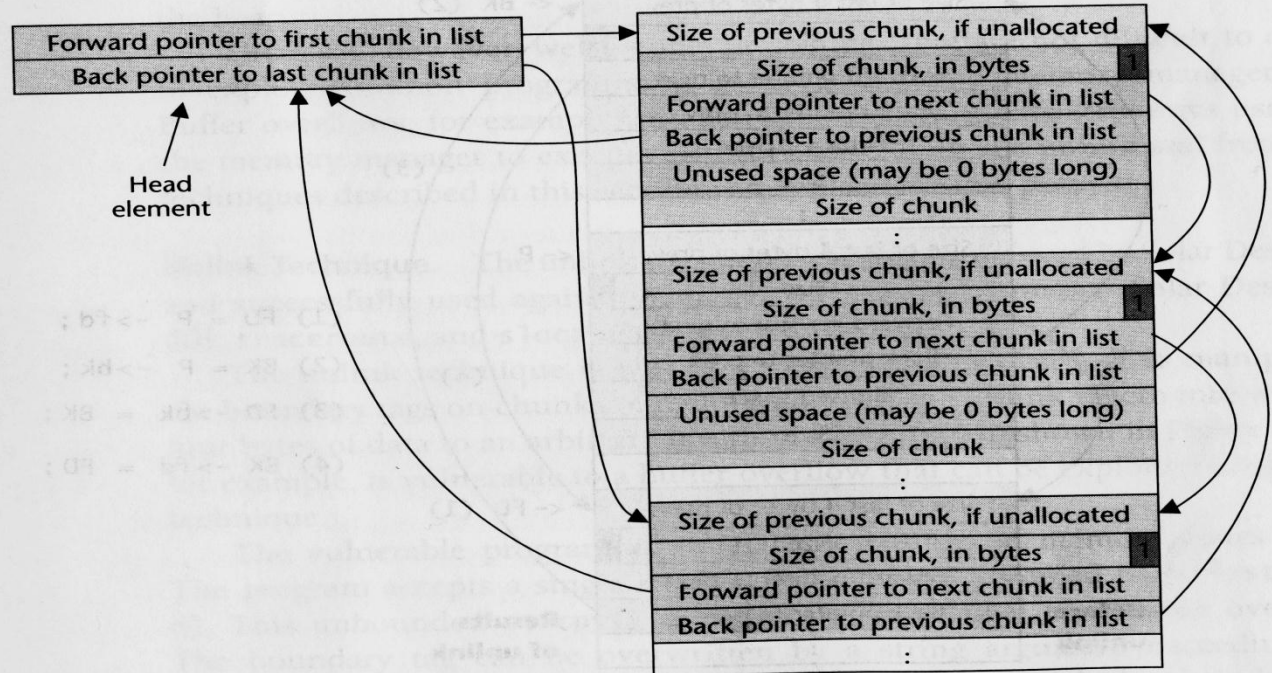 Forward pointer to first chunk in list
Back pointer to last chunk in list
Head
element
Size of previous chunk, if unallocated
Size of chunk, in bytes 1
Forward pointer to next chunk in list
Back pointer to previous chunk in list
Unused space (may be 0 bytes long)
Size of chunk
:
Size of previous chunk, if unallocated
Size of chunk, in bytes 1
Forward pointer to next chunk in list
Back pointer to previous chunk in list
Unused space (may be 0 bytes long)
Size of chunk
:
Size of previous chunk, if unallocated
Size of chunk, in bytes 1
Forward pointer to next chunk in list
Back pointer to previous chunk in list
: